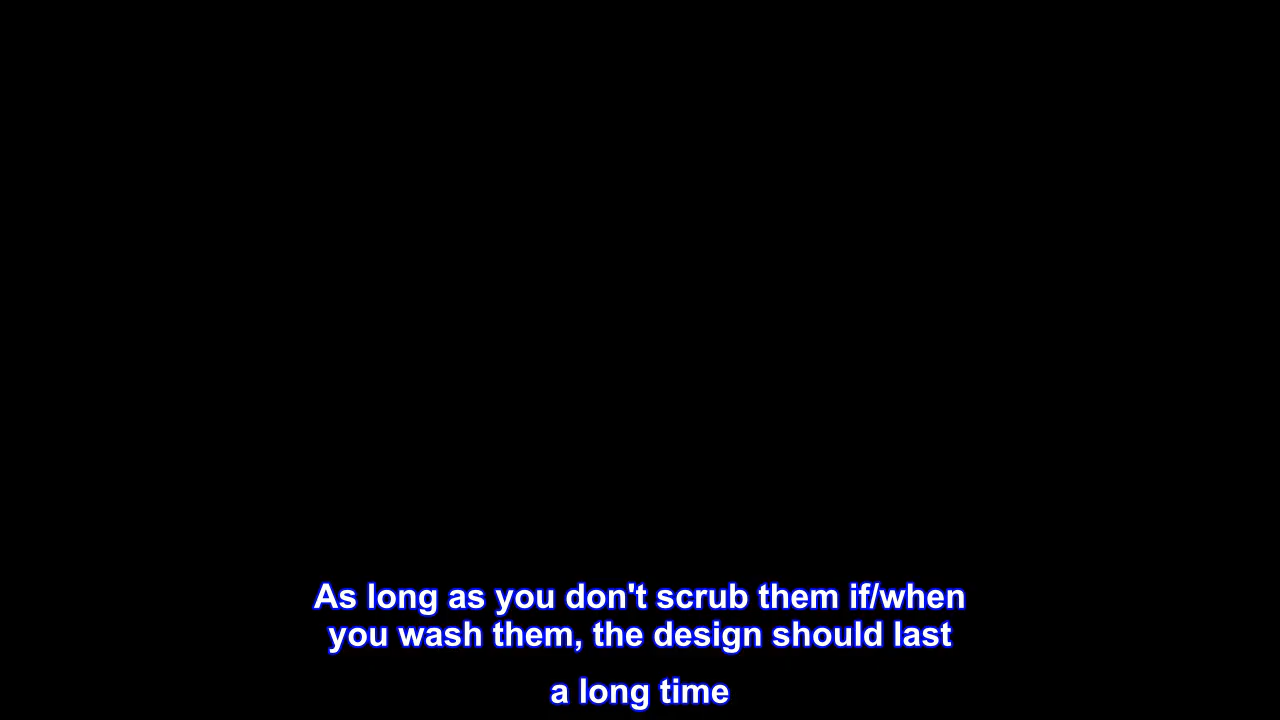 As long as you don't scrub them if/when
you wash them, the design should last
a long time